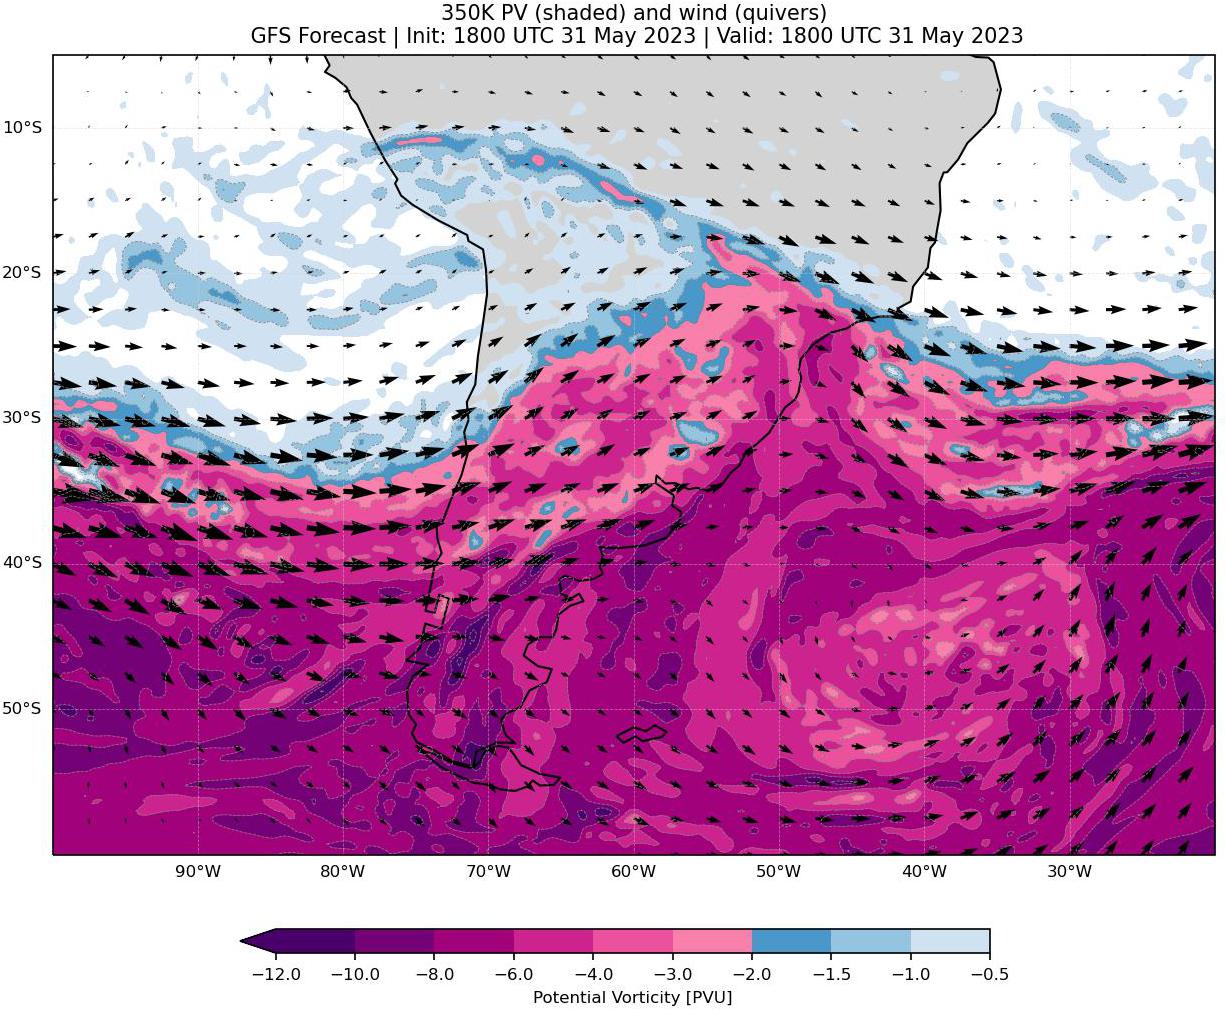 350K PV (shaded) and wind (quivers)
GFS Forecast | Init: 1800 UTC 31 May 2023 | Valid: 1800 UTC 31 May 2023
10°S
20°S
30°S
40°S
50°S
90°W 80°W 70°W 60°W 50°W 40°W 30°W
−12.0 −10.0 −8.0 −6.0 −4.0 −3.0 −2.0 −1.5 −1.0 −0.5
Potential Vorticity [PVU]